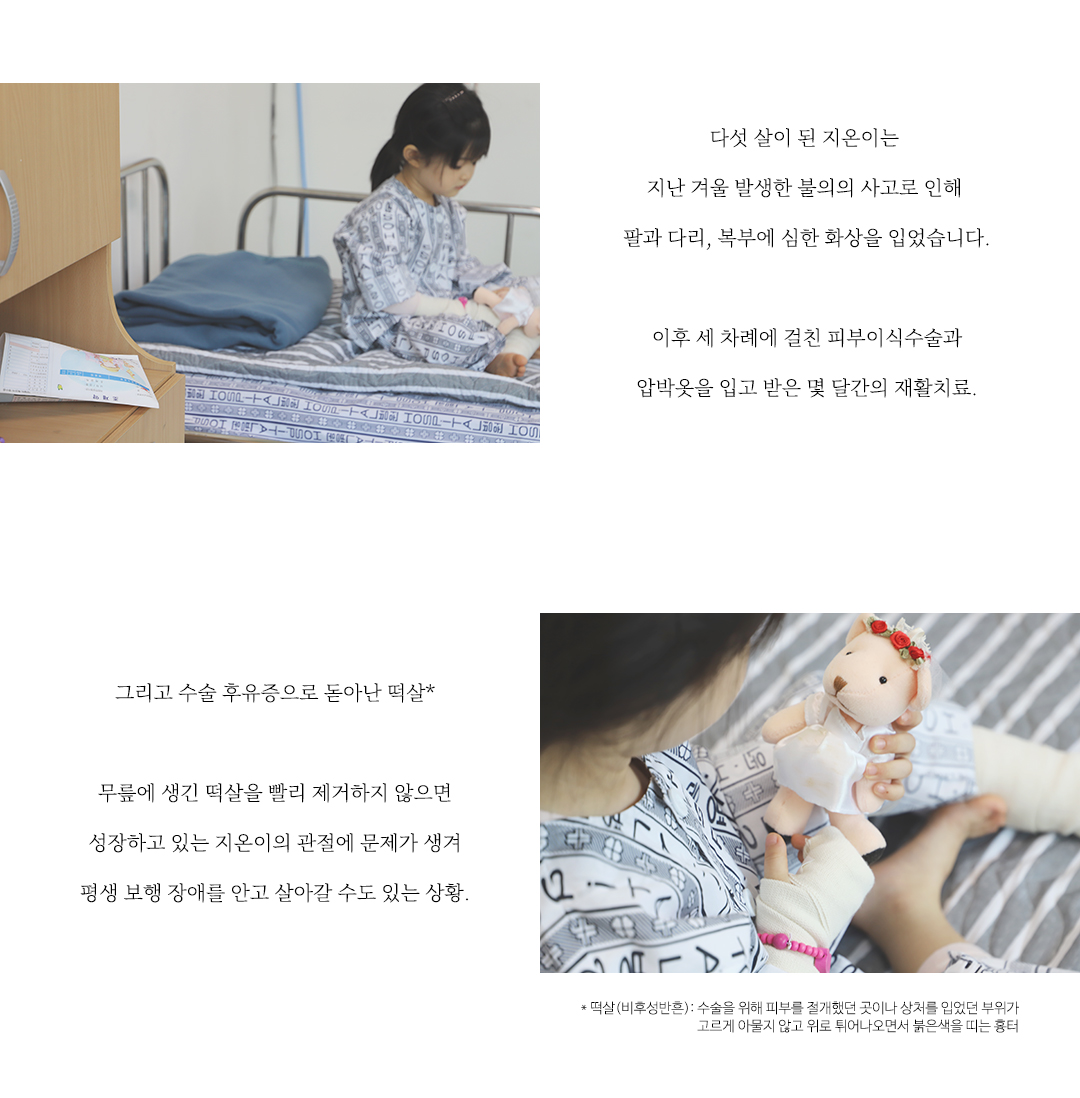 다섯 살이 된 지온이는
지난 겨울 발생한 불의의 사고로 인해
팔과 다리, 복부에 심한 화상을 입었습니다.
이후 세 차례에 걸친 피부이식수술과
압박옷을 입고 받은 몇 달간의 재활치료.
그리고 수술 후유증으로 돋아난 떡살*
무릎에 생긴 떡살을 빨리 제거하지 않으면
성장하고 있는 지온이의 관절에 문제가 생겨
평생 보행 장애를 안고 살아갈 수도 있는 상황.
* 떡살(비후성반흔) : 수술을 위해 피부를 절개했던 곳이나 상처를 입었던 부위가
고르게 아물지 않고 위로 튀어나오면서 붉은색을 띠는 흉터